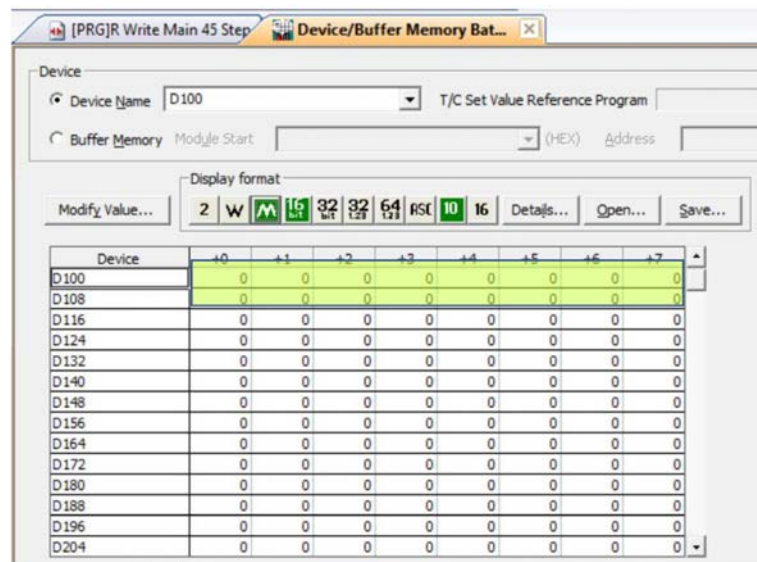 [PRG]R Write Main 45 Step
Device/Buffer Memory Bat...
Device
Device Name D100 T/C Set Value Reference Program
Buffer Memory Module Start (HEX) Address
Display format
Modify Value... 2 W M 16 bit 32 bit 32 1.23 64 1.23 ASC 10 16 Details... Open... Save...
Device +0 +1 +2 +3 +4 +5 +6 +7
D100 0 0 0 0 0 0 0 0
D108 0 0 0 0 0 0 0 0
D116 0 0 0 0 0 0 0 0
D124 0 0 0 0 0 0 0 0
D132 0 0 0 0 0 0 0 0
D140 0 0 0 0 0 0 0 0
D148 0 0 0 0 0 0 0 0
D156 0 0 0 0 0 0 0 0
D164 0 0 0 0 0 0 0 0
D172 0 0 0 0 0 0 0 0
D180 0 0 0 0 0 0 0 0
D188 0 0 0 0 0 0 0 0
D196 0 0 0 0 0 0 0 0
D204 0 0 0 0 0 0 0 0